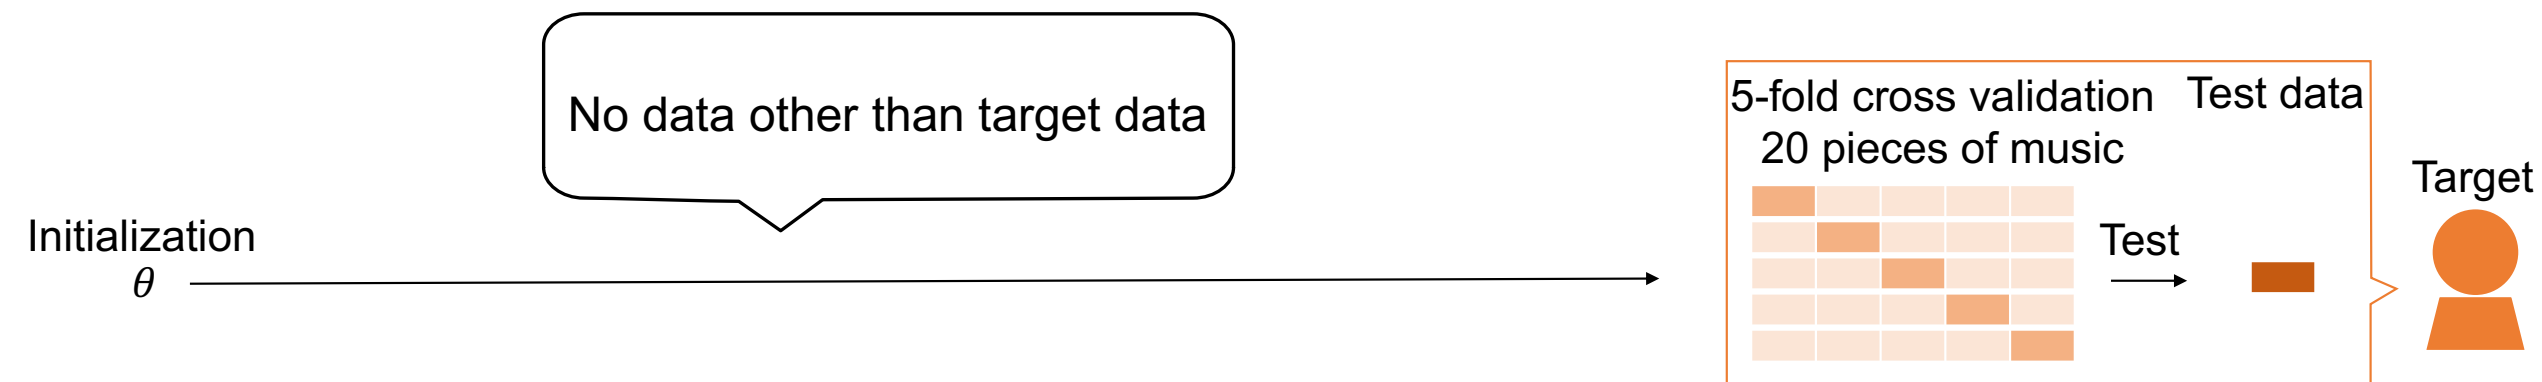 No data other than target data
5-fold cross validation
20 pieces of music
Test data
Target
Initialization
θ
Test